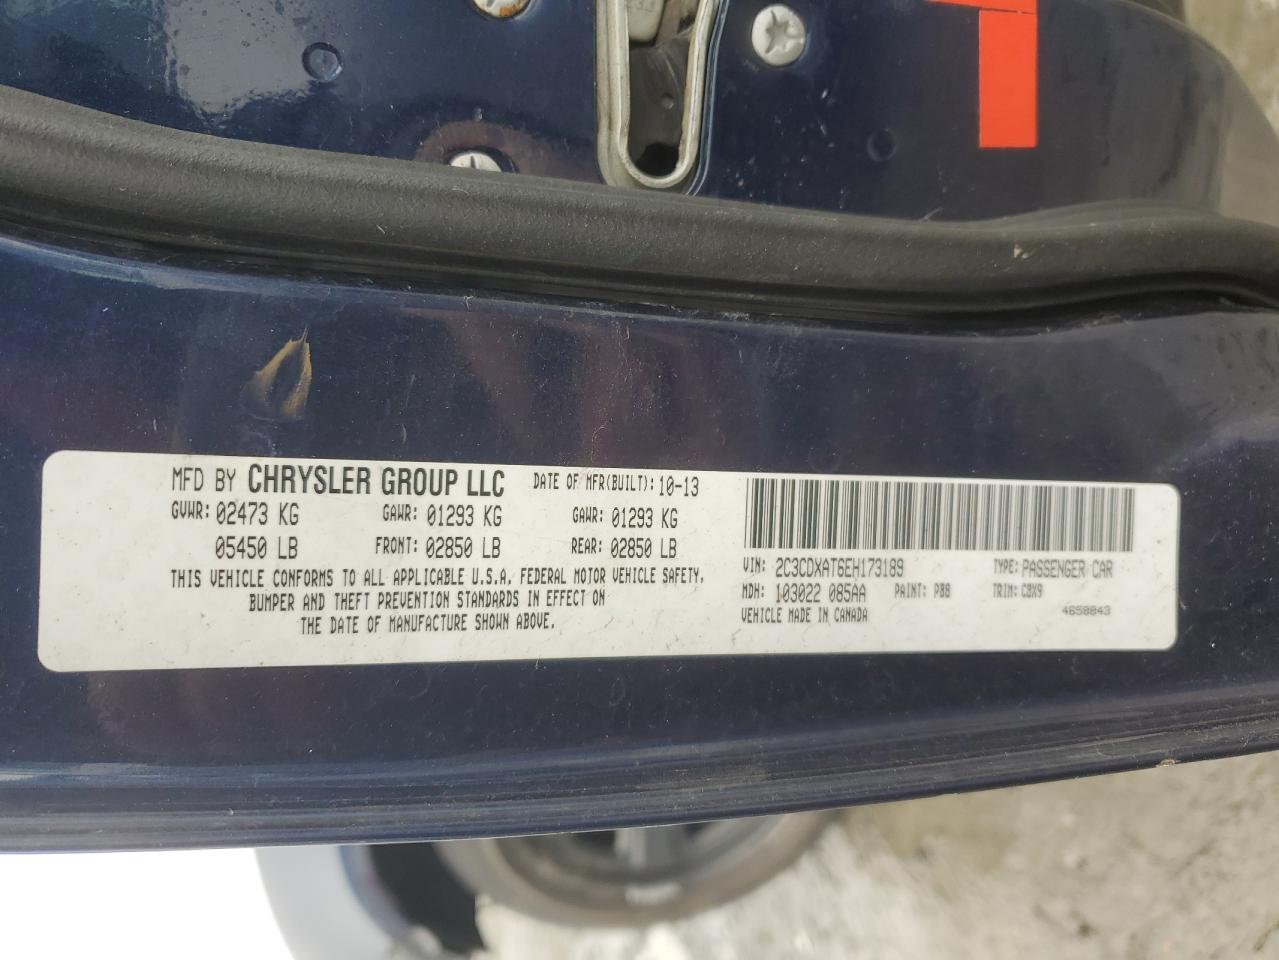 MFD BY CHRYSLER GROUP LLC DATE OF MFR(BUILT): 10-13
GVWR: 02473 KG GAWR: 01293 KG GAWR: 01293 KG
05450 LB FRONT: 02850 LB REAR: 02850 LB
THIS VEHICLE CONFORMS TO ALL APPLICABLE U.S.A. FEDERAL MOTOR VEHICLE SAFETY,
BUMPER AND THEFT PREVENTION STANDARDS IN EFFECT ON
THE DATE OF MANUFACTURE SHOWN ABOVE.
VIN: 2C3CDXAT6EH173189 TYPE: PASSENGER CAR
MDH: 103022 085AA PAINT: PBB TRIM: CBX9
VEHICLE MADE IN CANADA 4658843